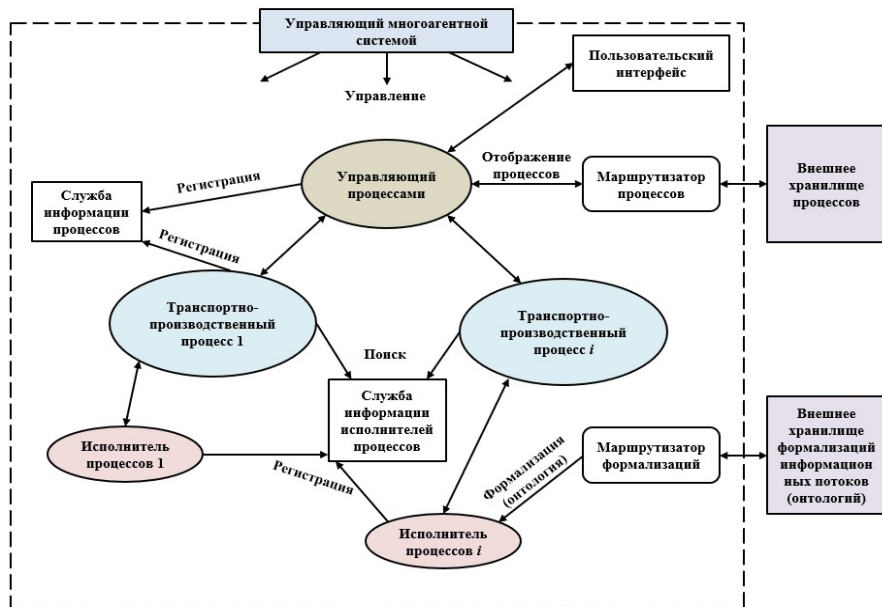 Управляющий многоагентной
системой
Управление
Пользовательский
интерфейс
Управляющий
процессами
Регистрация
Отображение
процессов
Маршрутизатор
процессов
Внешнее
хранилище
процессов
Служба
информации
процессов
Регистрация
Транспортно-
производственный
процесс 1
Транспортно-
производственный
процесс i
Поиск
Служба
информации
исполнителей
процессов
Исполнитель
процессов 1
Регистрация
Формализация
(онтология)
Маршрутизатор
формализаций
Внешнее
хранилище
формализаций
информацион
ных потоков
(онтологий)
Исполнитель
процессов i